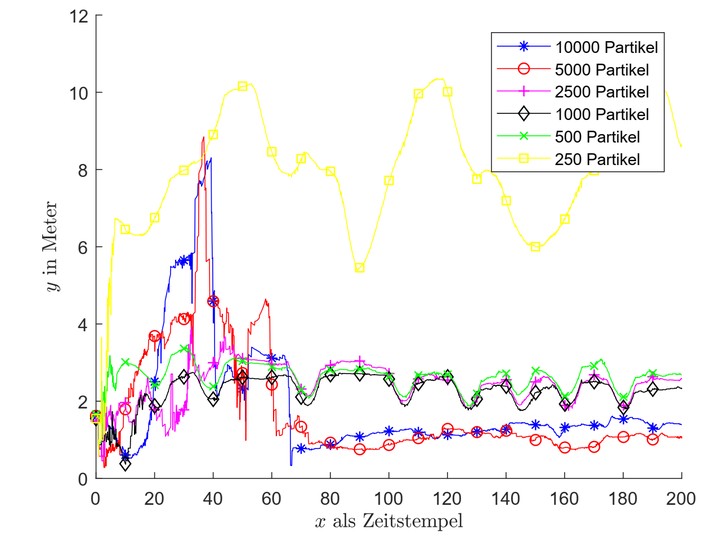 12
10
8
6
4
2
0
0 20 40 60 80 100 120 140 160 180 200
y in Meter
x als Zeitstempel
10000 Partikel
5000 Partikel
2500 Partikel
1000 Partikel
500 Partikel
250 Partikel